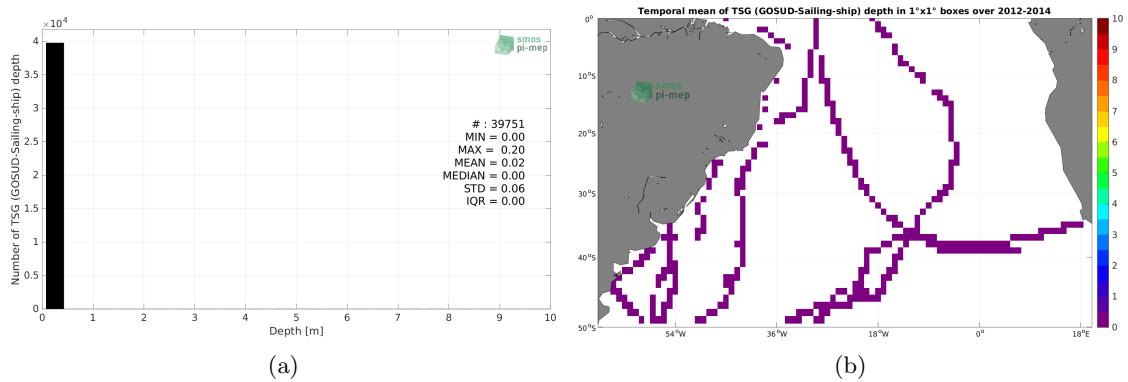 ×10⁴
4
3.5
3
2.5
2
1.5
1
0.5
0
Number of TSG (GOSUD-Sailing-ship) depth
smos
pi-mep
# : 39751
MIN = 0.00
MAX = 0.20
MEAN = 0.02
MEDIAN = 0.00
STD = 0.06
IQR = 0.00
0 1 2 3 4 5 6 7 8 9 10
Depth [m]
(a)
Temporal mean of TSG (GOSUD-Sailing-ship) depth in 1°x1° boxes over 2012-2014
0°
10°S
20°S
30°S
40°S
50°S
smos
pi-mep
54°W 36°W 18°W 0° 18°E
10
9
8
7
6
5
4
3
2
1
0
(b)